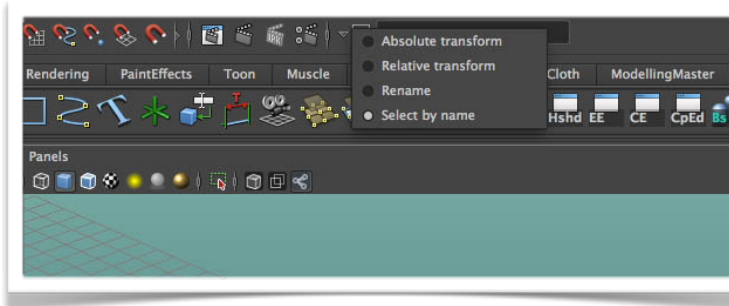 Absolute transform
Relative transform
Rename
Select by name
Rendering PaintEffects Toon Muscle Cloth ModellingMaster
Hshd EE CE CpEd Bs
Panels